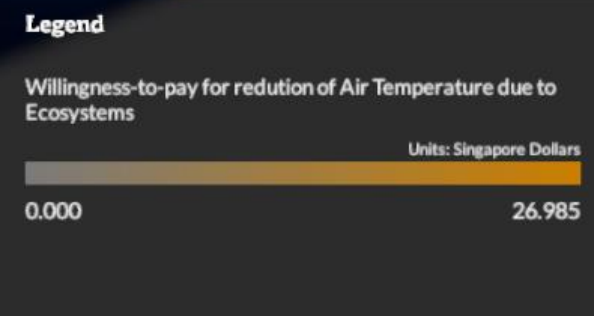 Legend
Willingness-to-pay for redution of Air Temperature due to
Ecosystems
Units: Singapore Dollars
0.000 26.985